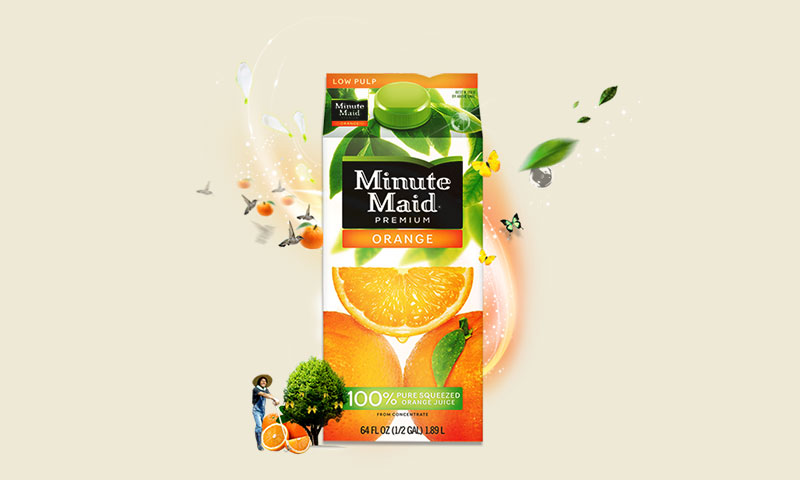 LOW PULP
Minute
Maid
ORANGE
Minute
Maid
PREMIUM
ORANGE
100% PURE SQUEEZED
ORANGE JUICE
FROM CONCENTRATE
64 FL OZ (1/2 GAL) 1.89 L